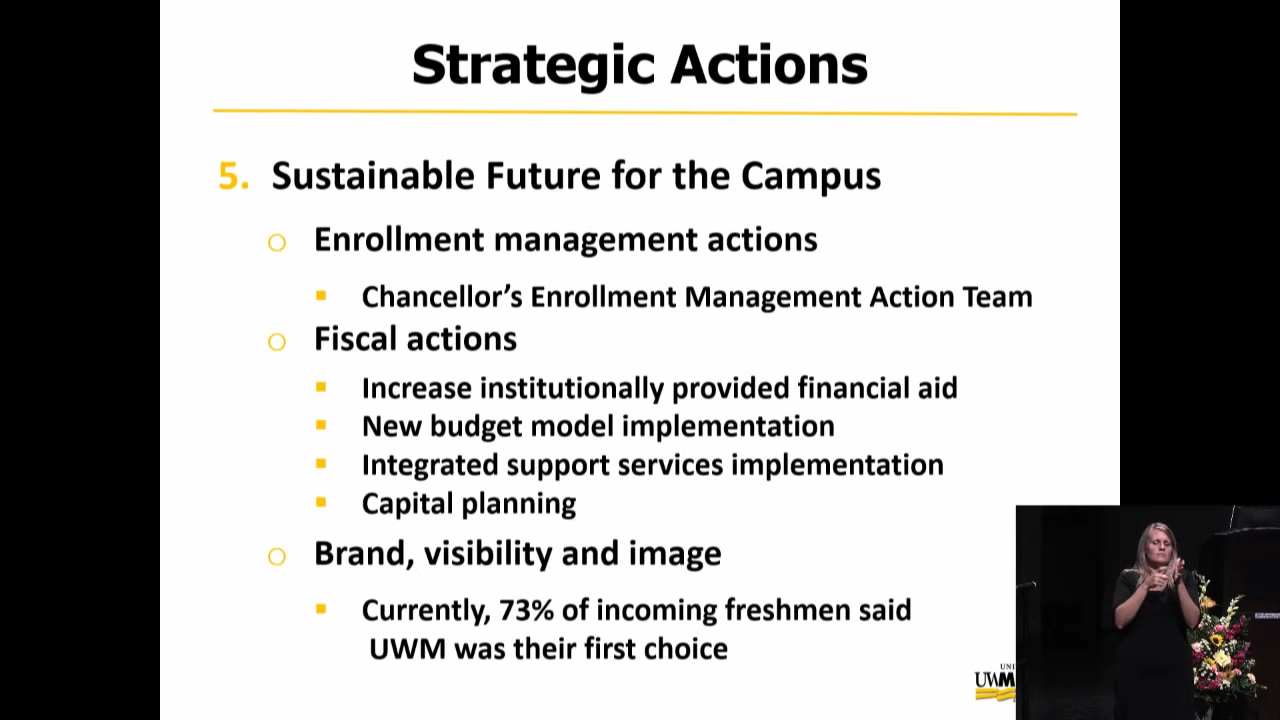 Strategic Actions
5. Sustainable Future for the Campus
Enrollment management actions
Chancellor’s Enrollment Management Action Team
Fiscal actions
Increase institutionally provided financial aid
New budget model implementation
Integrated support services implementation
Capital planning
Brand, visibility and image
Currently, 73% of incoming freshmen said
UWM was their first choice
UWM